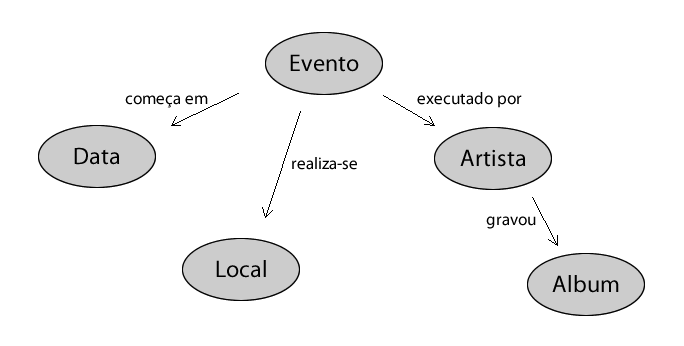 Evento
começa em
executado por
Data
Artista
realiza-se
gravou
Local
Album